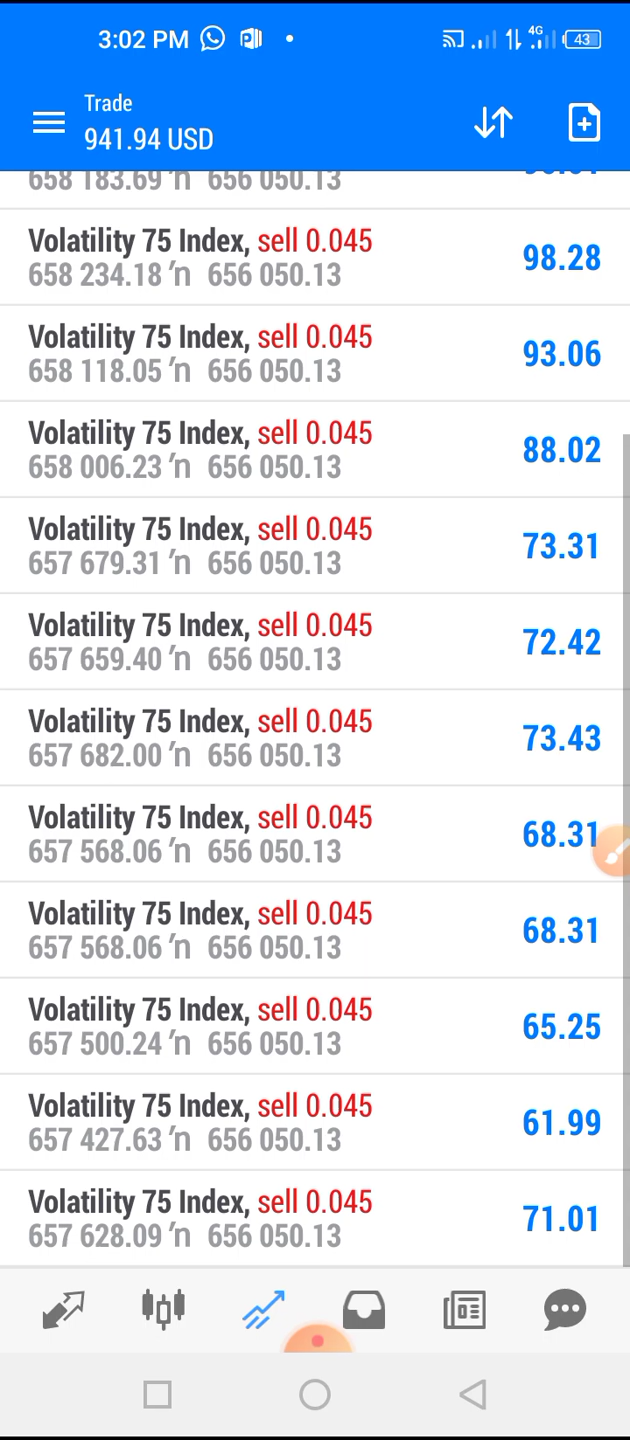 3:02 PM
4G
43
Trade
941.94 USD
658 183.69 ’n 656 050.13
Volatility 75 Index, sell 0.045
658 234.18 ’n 656 050.13
98.28
Volatility 75 Index, sell 0.045
658 118.05 ’n 656 050.13
93.06
Volatility 75 Index, sell 0.045
658 006.23 ’n 656 050.13
88.02
Volatility 75 Index, sell 0.045
657 679.31 ’n 656 050.13
73.31
Volatility 75 Index, sell 0.045
657 659.40 ’n 656 050.13
72.42
Volatility 75 Index, sell 0.045
657 682.00 ’n 656 050.13
73.43
Volatility 75 Index, sell 0.045
657 568.06 ’n 656 050.13
68.31
Volatility 75 Index, sell 0.045
657 568.06 ’n 656 050.13
68.31
Volatility 75 Index, sell 0.045
657 500.24 ’n 656 050.13
65.25
Volatility 75 Index, sell 0.045
657 427.63 ’n 656 050.13
61.99
Volatility 75 Index, sell 0.045
657 628.09 ’n 656 050.13
71.01